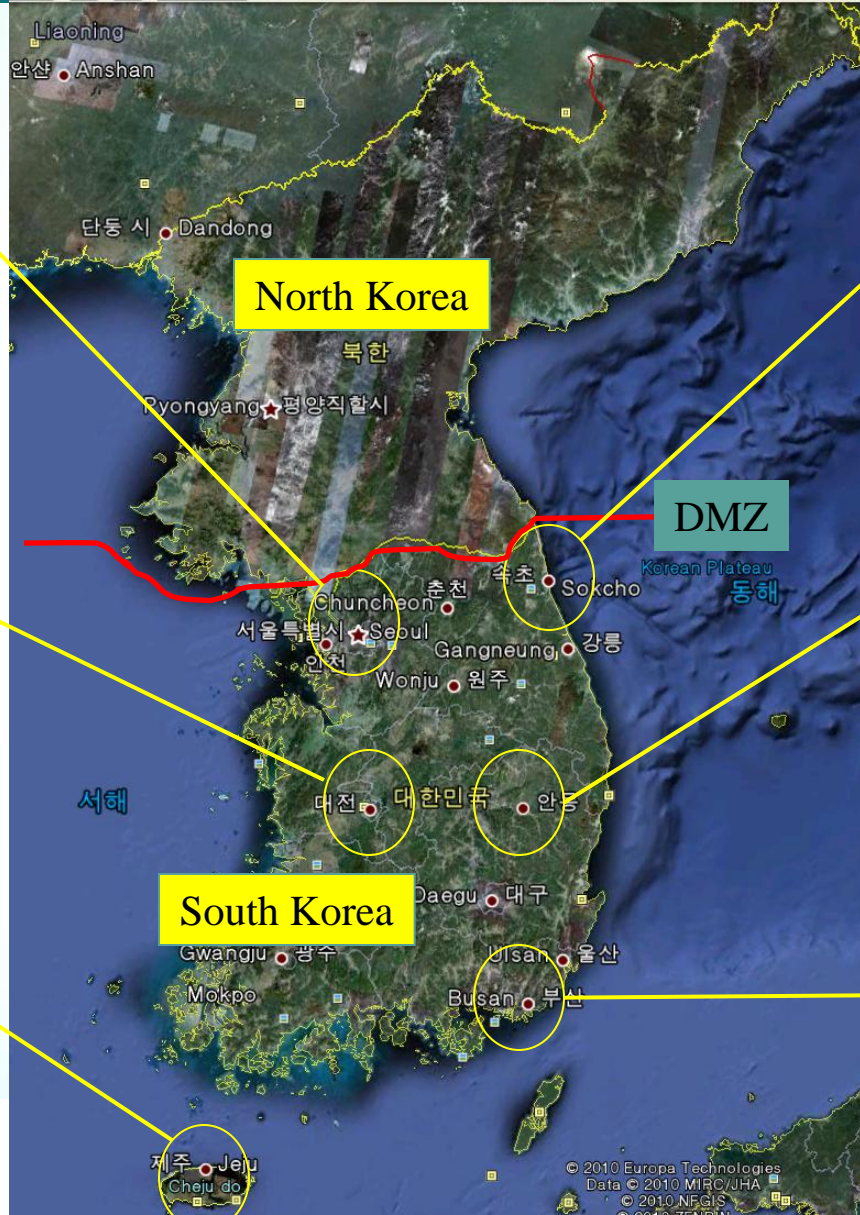 Liaoning
안산 Anshan
단둥 시 Dandong
North Korea
북한
Pyongyang 평양직할시
DMZ
Korean Plateau
동해
속초 Sokcho
춘천
Chuncheon
서울특별시 Seoul
인천
Gangneung 강릉
Wonju 원주
서해
대전 대한민국 안동
South Korea
Daegu 대구
Gwangju 광주
Ulsan 울산
Mokpo
Busan 부산
제주 Jeju
Cheju do
© 2010 Europa Technologies
Data © 2010 MIRC/JHA
© 2010 NFGIS
© 2010 ZENRIN